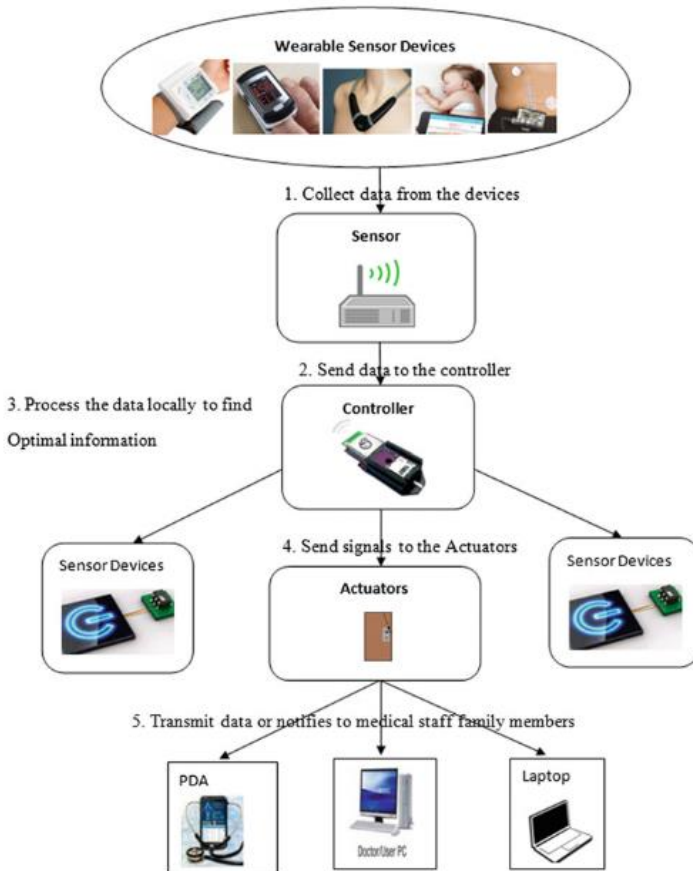 Wearable Sensor Devices
1. Collect data from the devices
Sensor
2. Send data to the controller
3. Process the data locally to find
Optimal information
Controller
4. Send signals to the Actuators
Sensor Devices
Actuators
Sensor Devices
5. Transmit data or notifies to medical staff family members
PDA
Doctor/User PC
Laptop